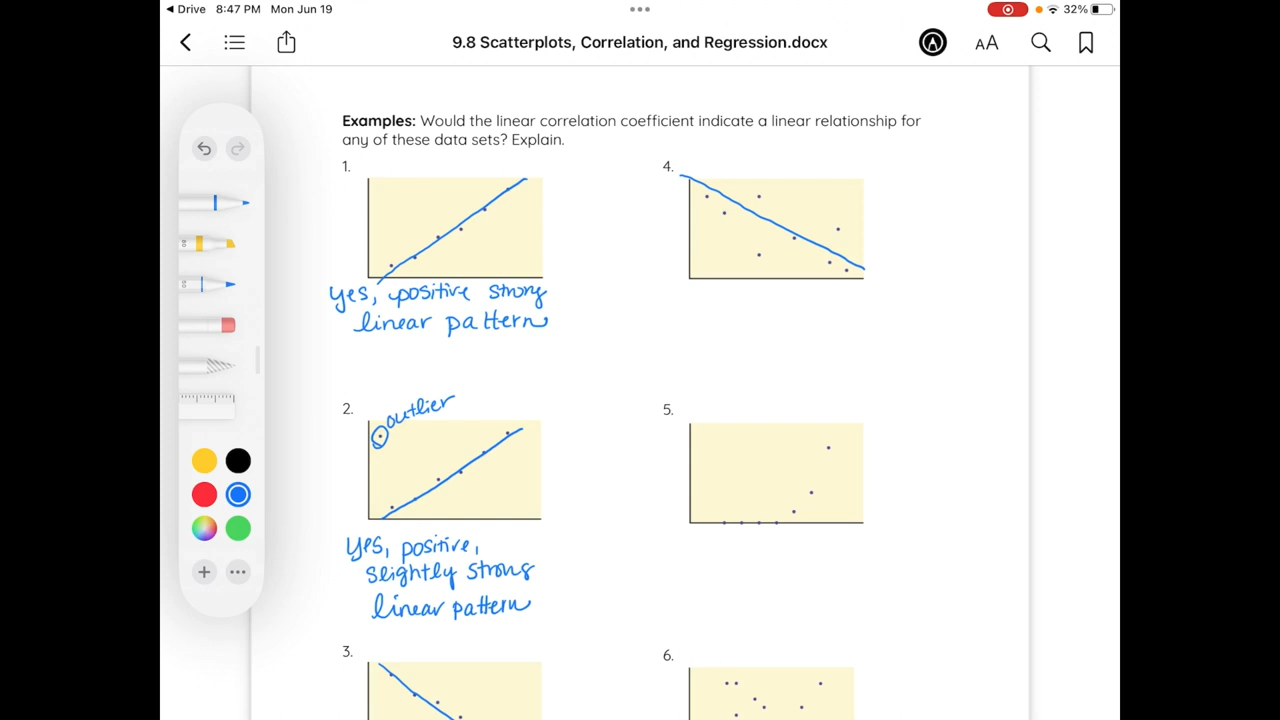 Drive 8:47 PM Mon Jun 19
32%
9.8 Scatterplots, Correlation, and Regression.docx
AA
Examples: Would the linear correlation coefficient indicate a linear relationship for
any of these data sets? Explain.
1.
yes, positive strong
linear pattern
2.
outlier
yes, positive,
slightly strong
linear pattern
3.
4.
5.
6.
80
50